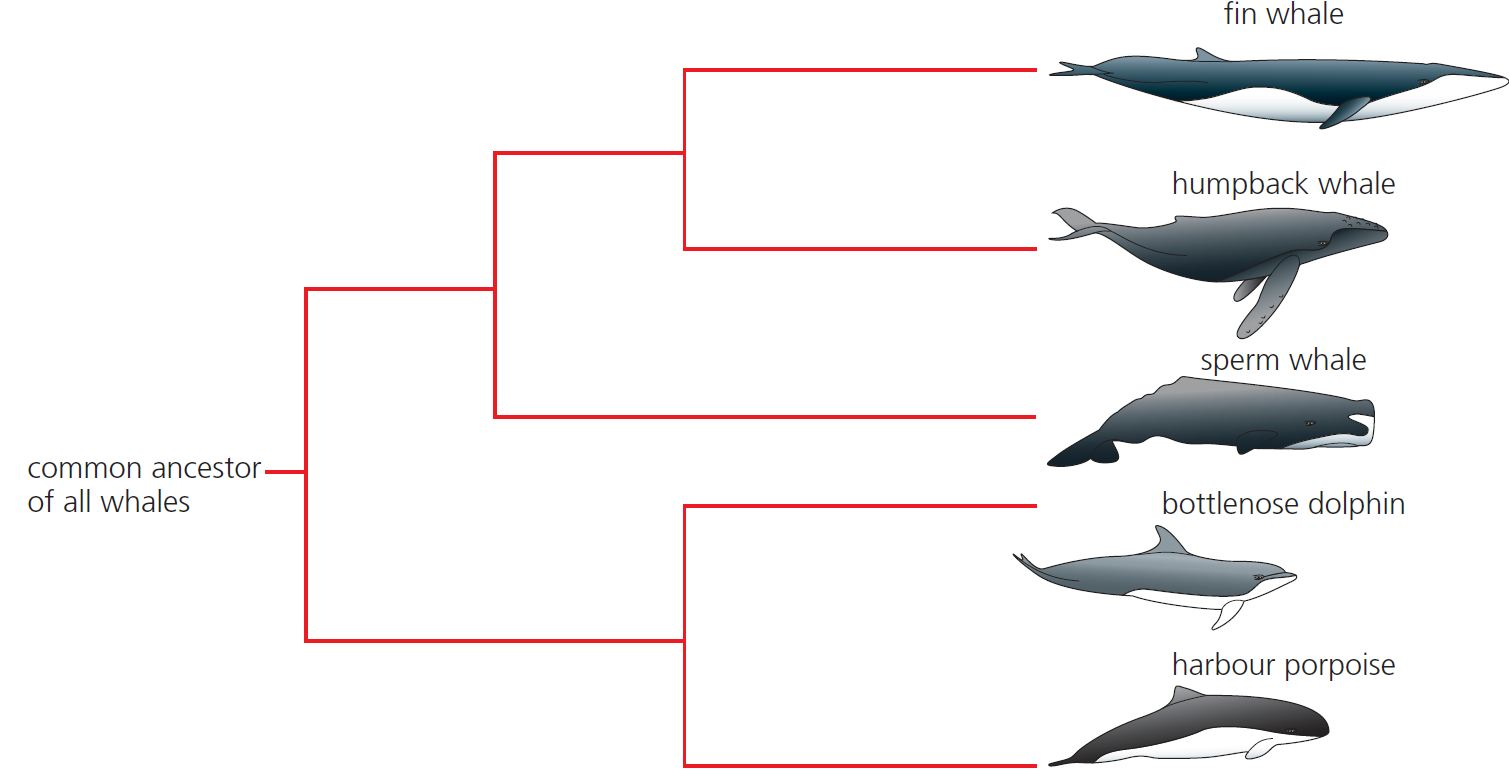 fin whale
humpback whale
sperm whale
common ancestor
of all whales
bottlenose dolphin
harbour porpoise